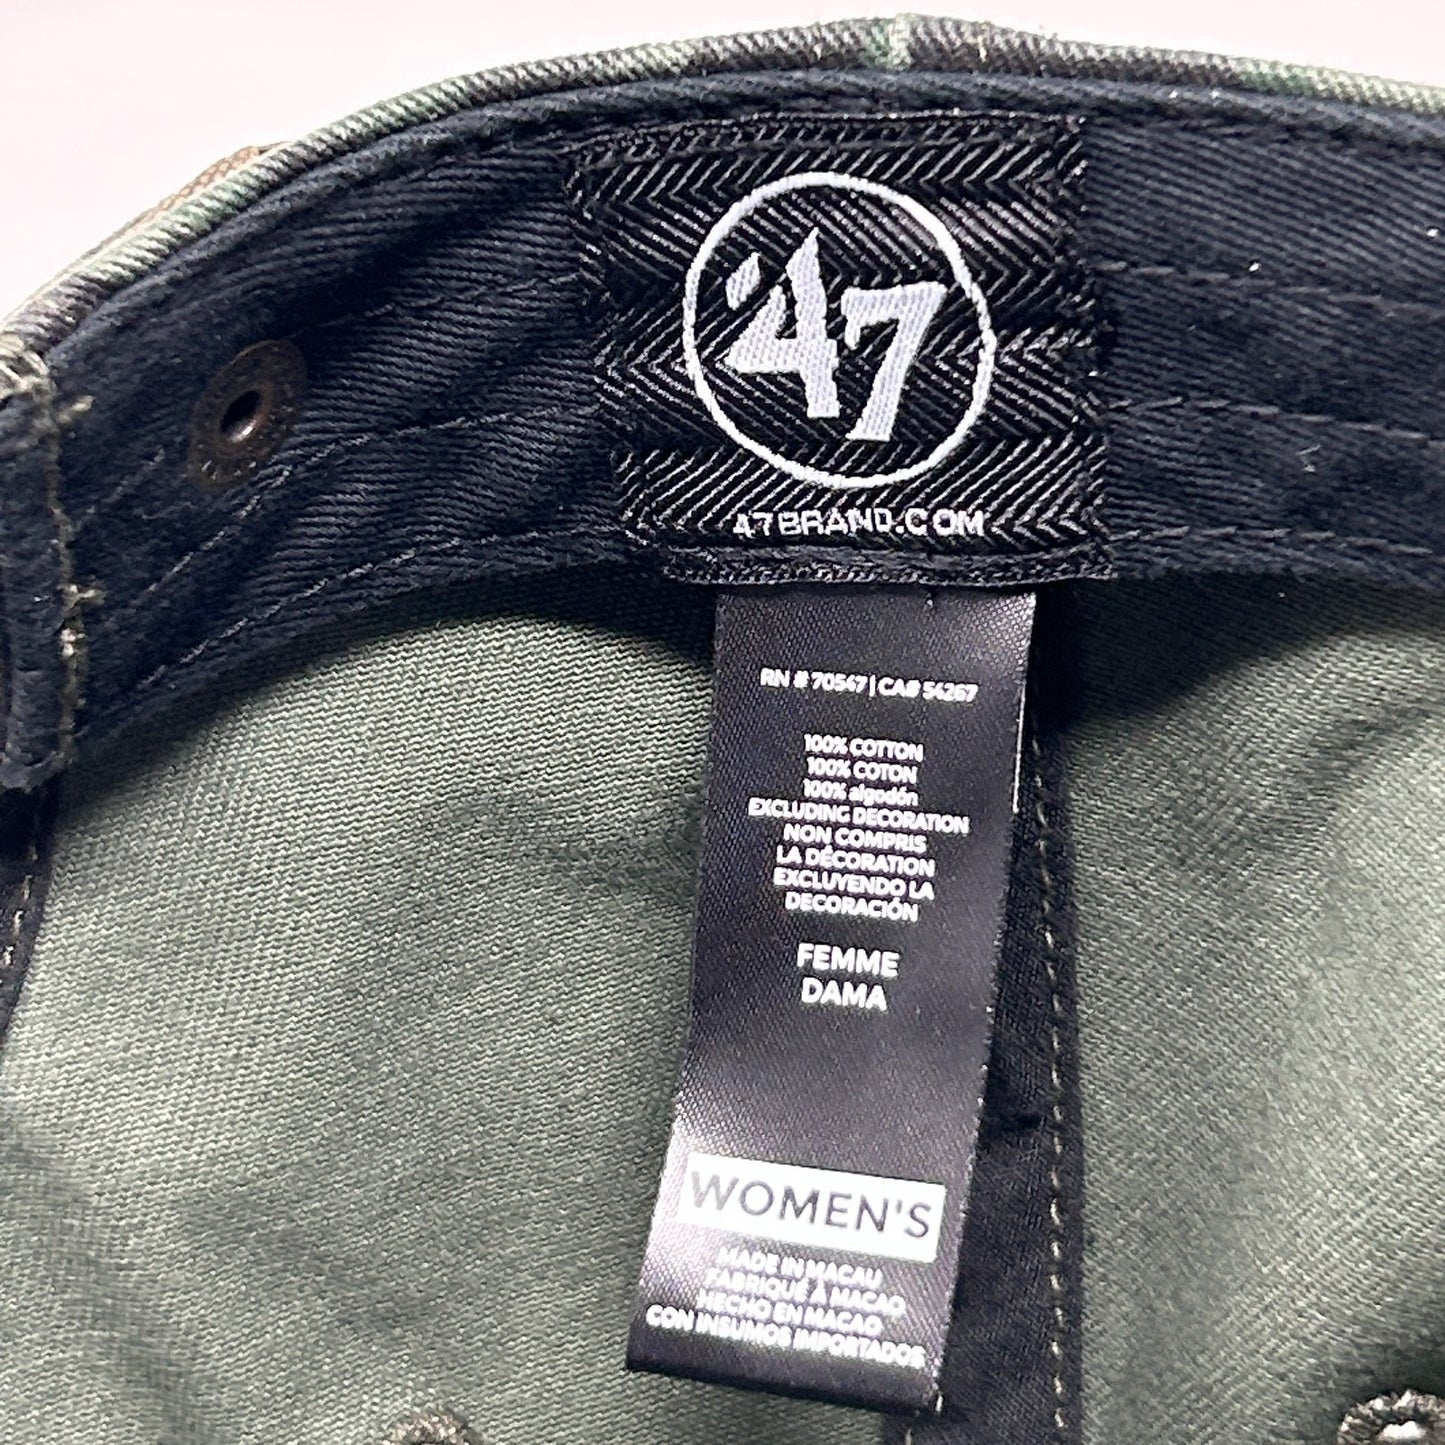 '47
47BRAND.COM
RN # 70547 | CA# 54267
100% COTTON
100% COTON
100% algodón
EXCLUDING DECORATION
NON COMPRIS
LA DÉCORATION
EXCLUYENDO LA
DECORACIÓN
FEMME
DAMA
WOMEN'S
MADE IN MACAU
FABRIQUÉ À MACAO
HECHO EN MACAO
CON INSUMOS IMPORTADOS